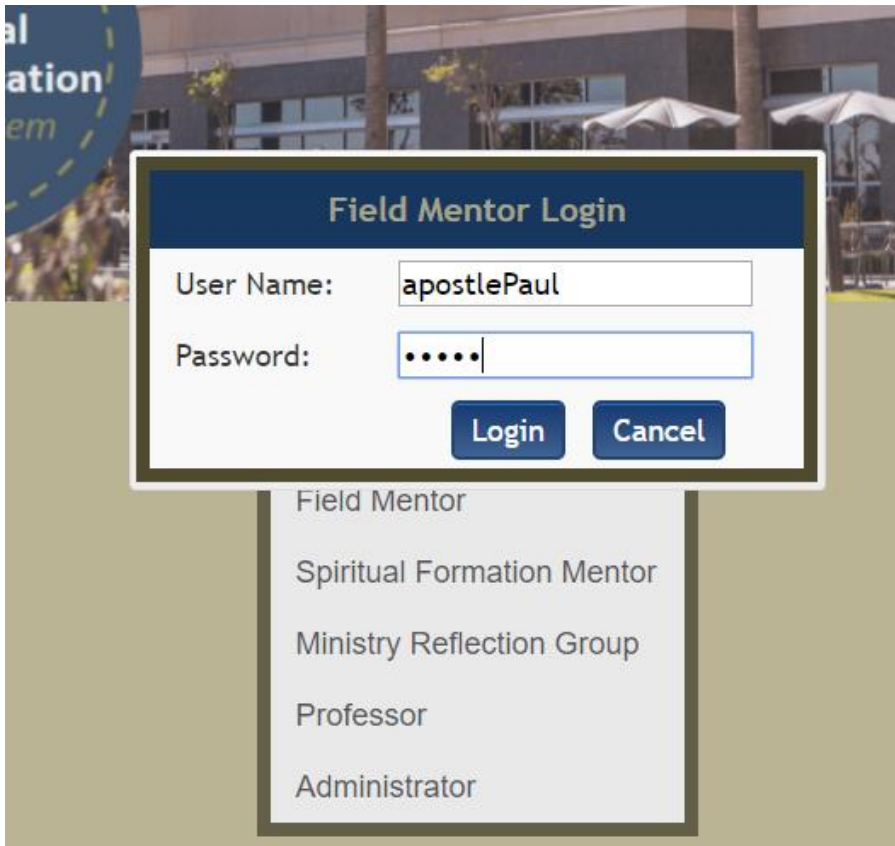 al
ation
em
Field Mentor Login
User Name: apostlePaul
Password: •••••
Login Cancel
Field Mentor
Spiritual Formation Mentor
Ministry Reflection Group
Professor
Administrator